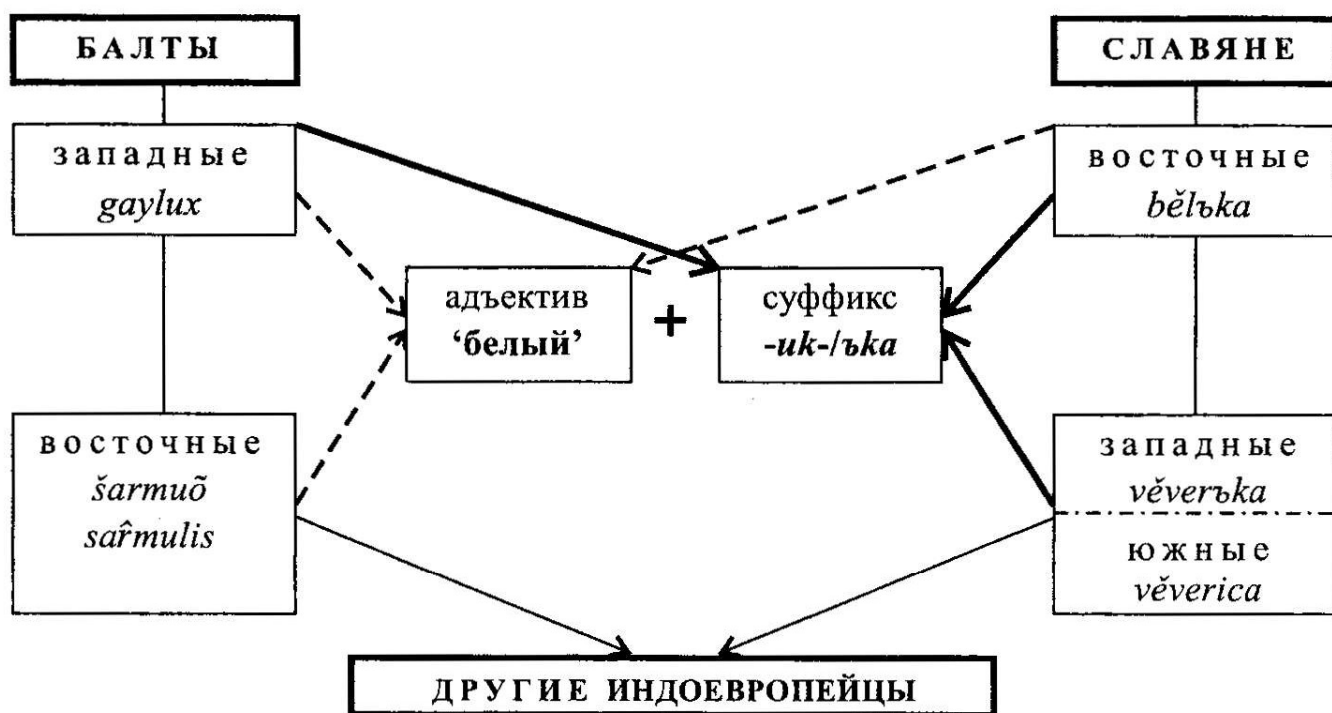 БАЛТЫ
СЛАВЯНЕ
западные
gaylux
восточные
bělъka
адъектив
‘белый’
+
суффикс
-uk-/ъka
восточные
šarmuõ
sar̂mulis
западные
věverъka
южные
věverica
ДРУГИЕ ИНДОЕВРОПЕЙЦЫ